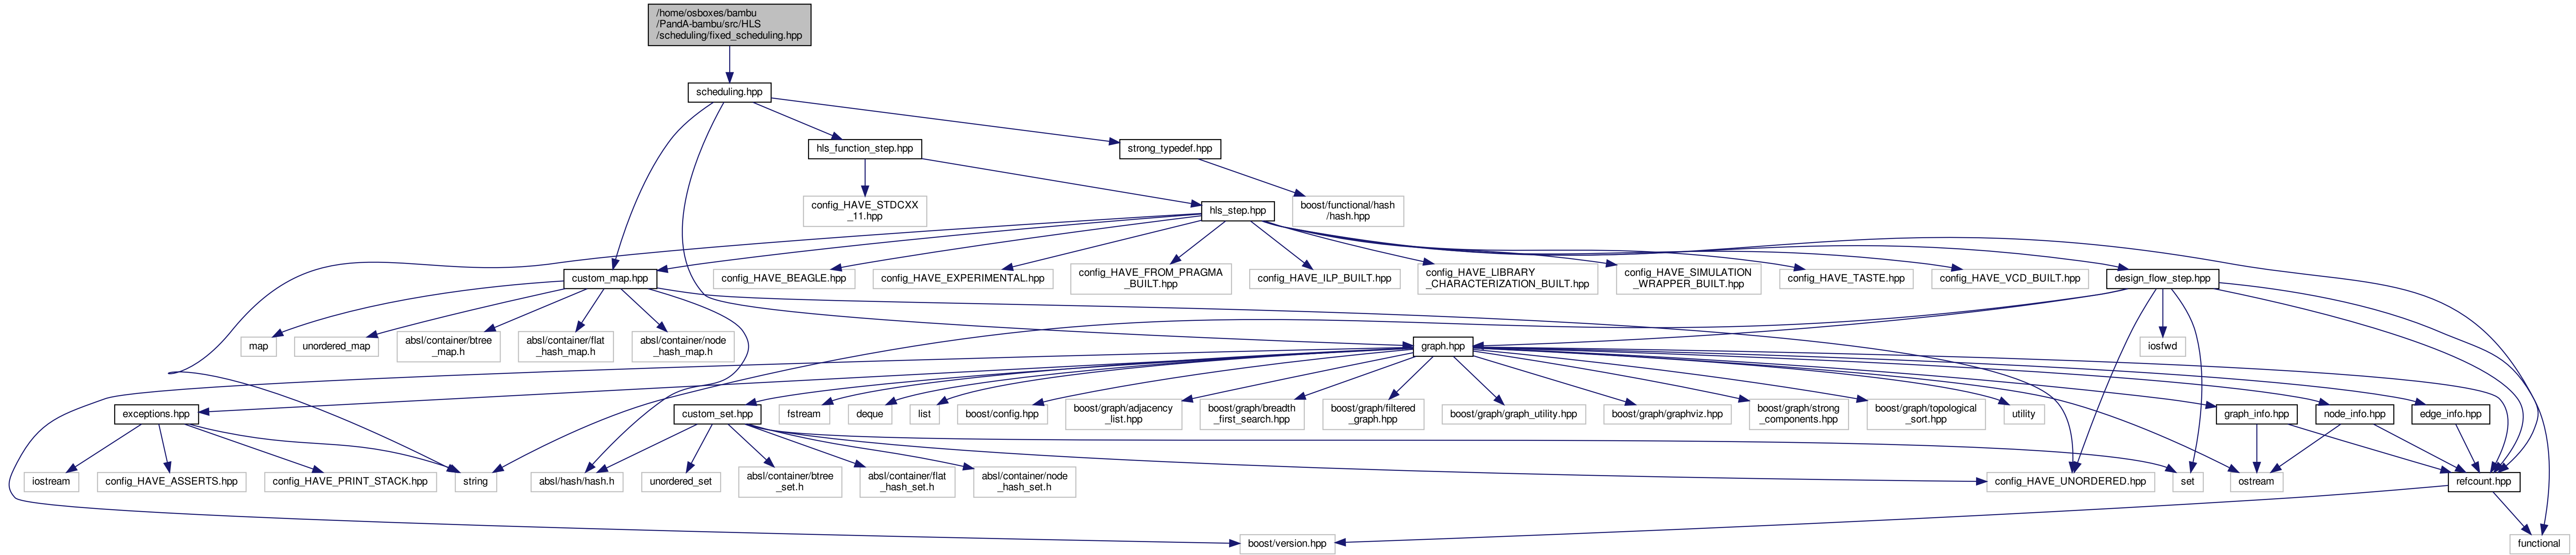 /home/osboxes/bambu
/PandA-bambu/src/HLS
/scheduling/fixed_scheduling.hpp
scheduling.hpp
hls_function_step.hpp
strong_typedef.hpp
config_HAVE_STDCXX
_11.hpp
hls_step.hpp
boost/functional/hash
/hash.hpp
custom_map.hpp
config_HAVE_BEAGLE.hpp
config_HAVE_EXPERIMENTAL.hpp
config_HAVE_FROM_PRAGMA
_BUILT.hpp
config_HAVE_ILP_BUILT.hpp
config_HAVE_LIBRARY
_CHARACTERIZATION_BUILT.hpp
config_HAVE_SIMULATION
_WRAPPER_BUILT.hpp
config_HAVE_TASTE.hpp
config_HAVE_VCD_BUILT.hpp
design_flow_step.hpp
map
unordered_map
absl/container/btree
_map.h
absl/container/flat
_hash_map.h
absl/container/node
_hash_map.h
graph.hpp
iosfwd
exceptions.hpp
custom_set.hpp
fstream
deque
list
boost/config.hpp
boost/graph/adjacency
_list.hpp
boost/graph/breadth
_first_search.hpp
boost/graph/filtered
_graph.hpp
boost/graph/graph_utility.hpp
boost/graph/graphviz.hpp
boost/graph/strong
_components.hpp
boost/graph/topological
_sort.hpp
utility
graph_info.hpp
node_info.hpp
edge_info.hpp
iostream
config_HAVE_ASSERTS.hpp
config_HAVE_PRINT_STACK.hpp
string
absl/hash/hash.h
unordered_set
absl/container/btree
_set.h
absl/container/flat
_hash_set.h
absl/container/node
_hash_set.h
config_HAVE_UNORDERED.hpp
set
ostream
refcount.hpp
boost/version.hpp
functional